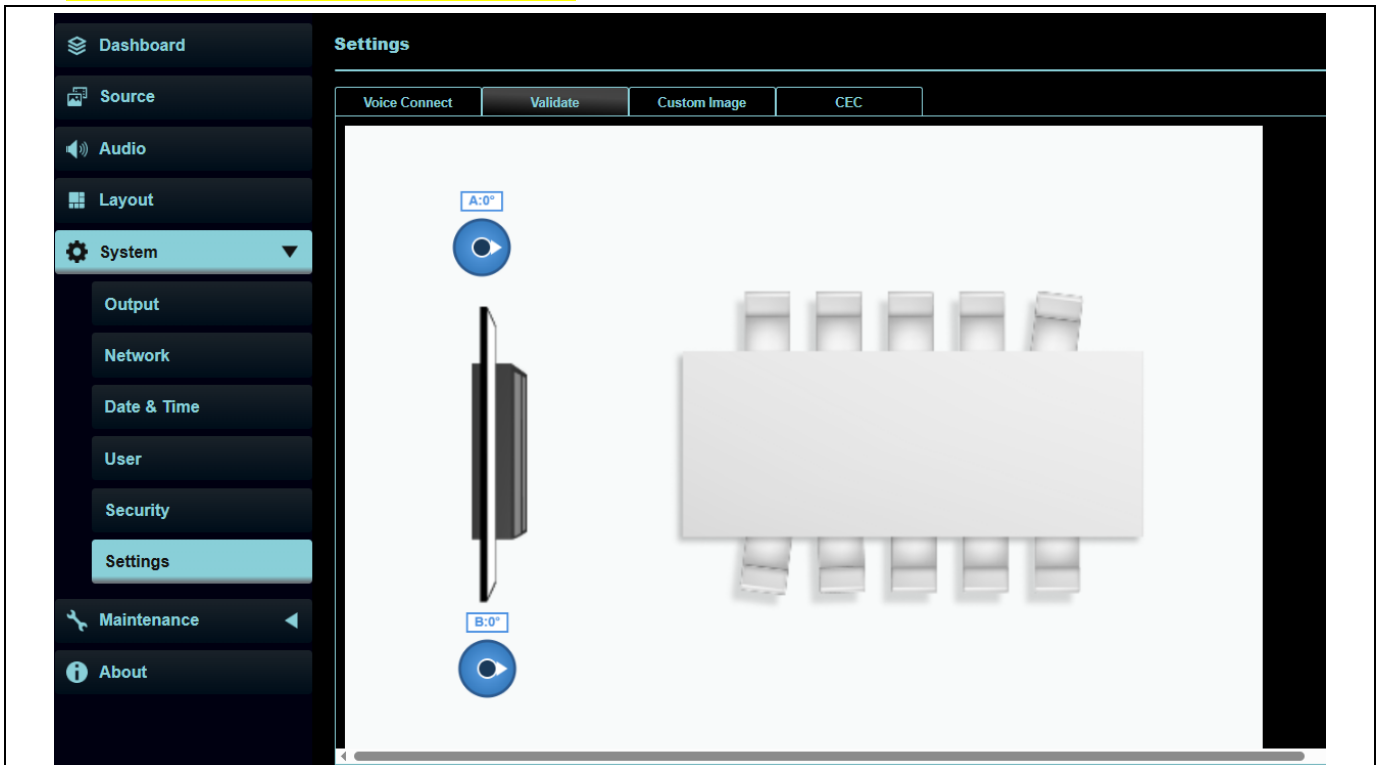 Dashboard
Source
Audio
Layout
System
Output
Network
Date & Time
User
Security
Settings
Maintenance
About
Settings
Voice Connect
Validate
Custom Image
CEC
A:0°
B:0°